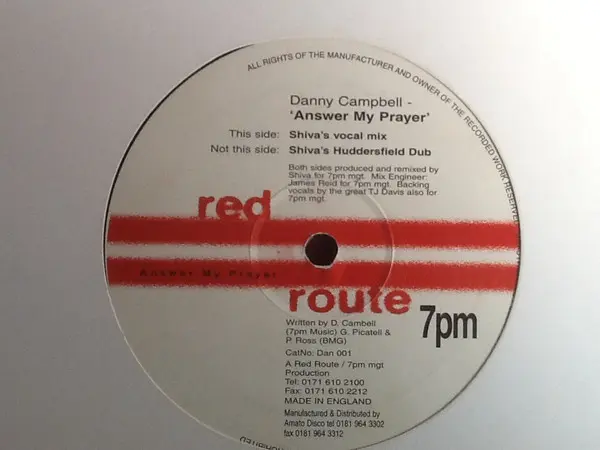 ALL RIGHTS OF THE MANUFACTURER AND OWNER OF THE RECORDED WORK RESERVED
Danny Campbell -
'Answer My Prayer'
This side: Shiva's vocal mix
Not this side: Shiva's Huddersfield Dub
Both sides produced and remixed by
Shiva for 7pm mgt. Mix Engineer:
James Reid for 7pm mgt. Backing
vocals by the great TJ Davis also for
7pm mgt.
red
Answer My Prayer
route
7pm
Written by D. Cambell
(7pm Music) G. Picatell &
P. Ross (BMG)
CatNo: Dan 001
A Red Route / 7pm mgt
Production
Tel: 0171 610 2100
Fax: 0171 610 2212
MADE IN ENGLAND
Manufactured & Distributed by
Amato Disco tel 0181 964 3302
fax 0181 964 3312